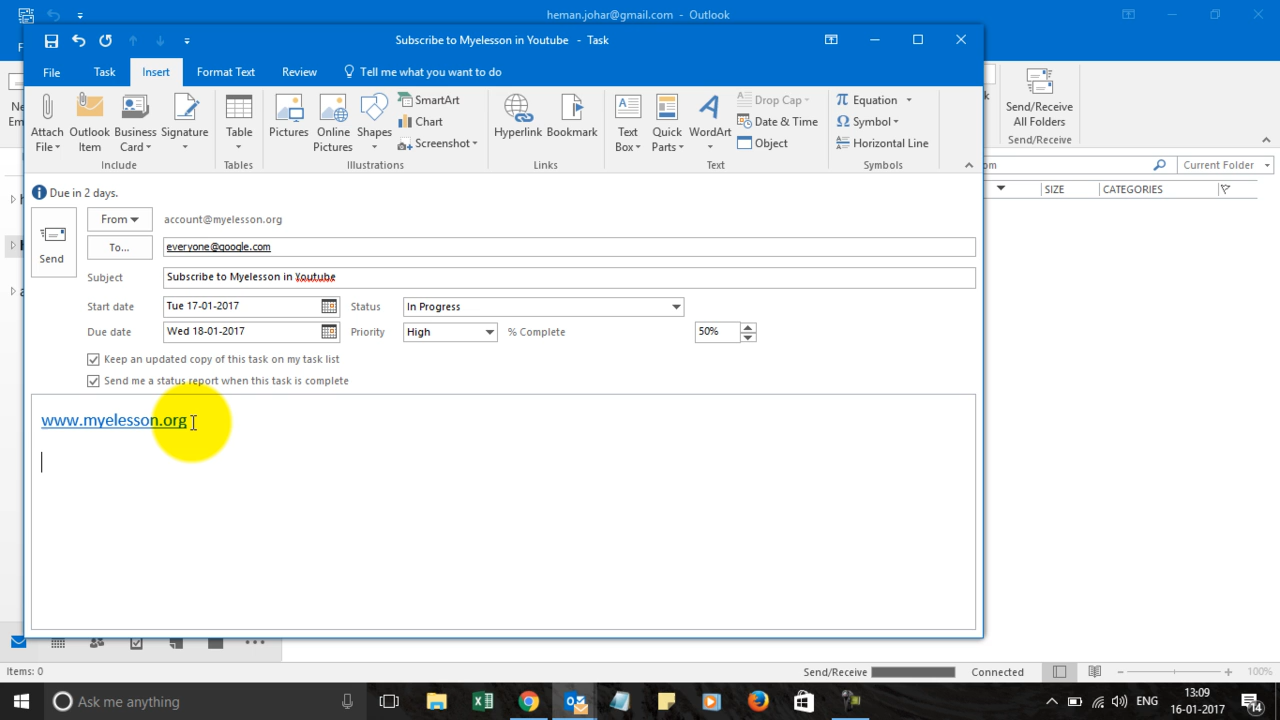 heman.johar@gmail.com - Outlook
Subscribe to Myelesson in Youtube - Task
File Task Insert Format Text Review Tell me what you want to do
Attach File
Outlook Item
Business Card
Signature
Include
Table
Tables
Pictures
Online Pictures
Shapes
SmartArt
Chart
Screenshot
Illustrations
Hyperlink
Bookmark
Links
Text Box
Quick Parts
WordArt
Drop Cap
Date & Time
Object
Text
Equation
Symbol
Horizontal Line
Symbols
Send/Receive All Folders
Send/Receive
Current Folder
SIZE CATEGORIES
Due in 2 days.
Send
From account@myelesson.org
To... everyone@google.com
Subject Subscribe to Myelesson in Youtube
Start date Tue 17-01-2017 Status In Progress
Due date Wed 18-01-2017 Priority High % Complete 50%
Keep an updated copy of this task on my task list
Send me a status report when this task is complete
www.myelesson.org
Items: 0 Send/Receive Connected 100%
Ask me anything ENG 13:09
16-01-2017 14